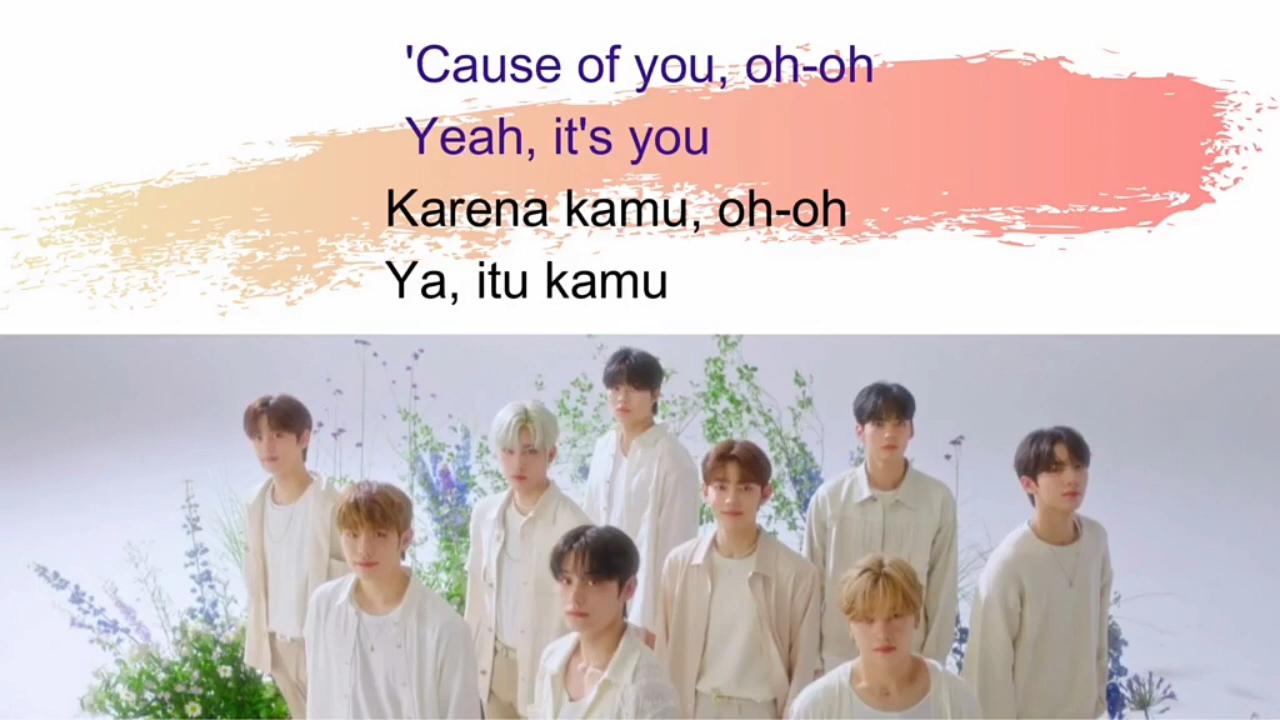 'Cause of you, oh-oh
Yeah, it's you
Karena kamu, oh-oh
Ya, itu kamu